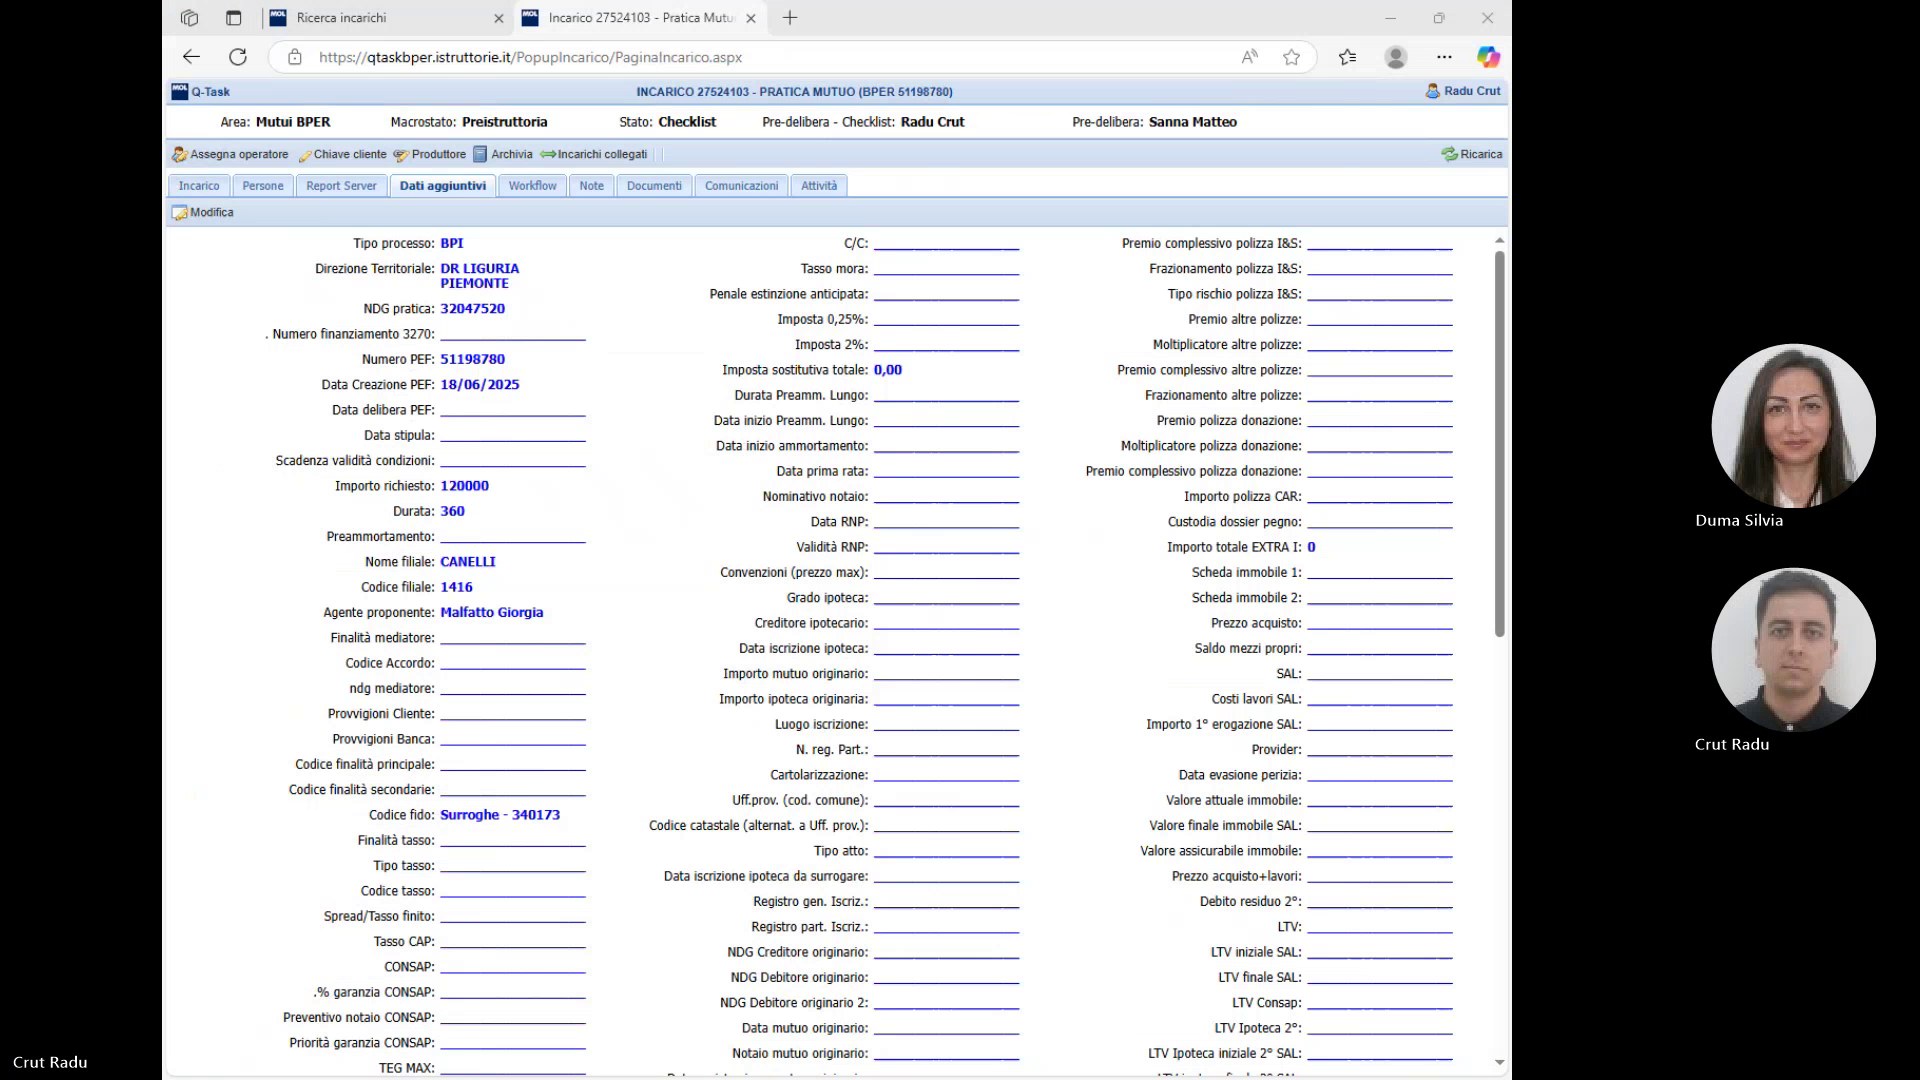 Ricerca incarichi
Incarico 27524103 - Pratica Mutu
https://qtaskbper.istruttorie.it/PopupIncarico/PaginaIncarico.aspx
MOL Q-Task
INCARICO 27524103 - PRATICA MUTUO (BPER 51198780)
Radu Crut
Area: Mutui BPER
Macrostato: Preistruttoria
Stato: Checklist
Pre-delibera - Checklist: Radu Crut
Pre-delibera: Sanna Matteo
Assegna operatore
Chiave cliente
Produttore
Archivia
Incarichi collegati
Ricarica
Incarico
Persone
Report Server
Dati aggiuntivi
Workflow
Note
Documenti
Comunicazioni
Attività
Modifica
Tipo processo: BPI
Direzione Territoriale: DR LIGURIA
PIEMONTE
NDG pratica: 32047520
. Numero finanziamento 3270:
Numero PEF: 51198780
Data Creazione PEF: 18/06/2025
Data delibera PEF:
Data stipula:
Scadenza validità condizioni:
Importo richiesto: 120000
Durata: 360
Preammortamento:
Nome filiale: CANELLI
Codice filiale: 1416
Agente proponente: Malfatto Giorgia
Finalità mediatore:
Codice Accordo:
ndg mediatore:
Provvigioni Cliente:
Provvigioni Banca:
Codice finalità principale:
Codice finalità secondarie:
Codice fido: Surroghe - 340173
Finalità tasso:
Tipo tasso:
Codice tasso:
Spread/Tasso finito:
Tasso CAP:
CONSAP:
.% garanzia CONSAP:
Preventivo notaio CONSAP:
Priorità garanzia CONSAP:
TEG MAX:
C/C:
Tasso mora:
Penale estinzione anticipata:
Imposta 0,25%:
Imposta 2%:
Imposta sostitutiva totale: 0,00
Durata Preamm. Lungo:
Data inizio Preamm. Lungo:
Data inizio ammortamento:
Data prima rata:
Nominativo notaio:
Data RNP:
Validità RNP:
Convenzioni (prezzo max):
Grado ipoteca:
Creditore ipotecario:
Data iscrizione ipoteca:
Importo mutuo originario:
Importo ipoteca originaria:
Luogo iscrizione:
N. reg. Part.:
Cartolarizzazione:
Uff.prov. (cod. comune):
Codice catastale (alternat. a Uff. prov.):
Tipo atto:
Data iscrizione ipoteca da surrogare:
Registro gen. Iscriz.:
Registro part. Iscriz.:
NDG Creditore originario:
NDG Debitore originario:
NDG Debitore originario 2:
Data mutuo originario:
Notaio mutuo originario:
Premio complessivo polizza I&S:
Frazionamento polizza I&S:
Tipo rischio polizza I&S:
Premio altre polizze:
Moltiplicatore altre polizze:
Premio complessivo altre polizze:
Frazionamento altre polizze:
Premio polizza donazione:
Moltiplicatore polizza donazione:
Premio complessivo polizza donazione:
Importo polizza CAR:
Custodia dossier pegno:
Importo totale EXTRA I: 0
Scheda immobile 1:
Scheda immobile 2:
Prezzo acquisto:
Saldo mezzi propri:
SAL:
Costi lavori SAL:
Importo 1° erogazione SAL:
Provider:
Data evasione perizia:
Valore attuale immobile:
Valore finale immobile SAL:
Valore assicurabile immobile:
Prezzo acquisto+lavori:
Debito residuo 2°:
LTV:
LTV iniziale SAL:
LTV finale SAL:
LTV Consap:
LTV Ipoteca 2°:
LTV Ipoteca iniziale 2° SAL:
Duma Silvia
Crut Radu
Crut Radu